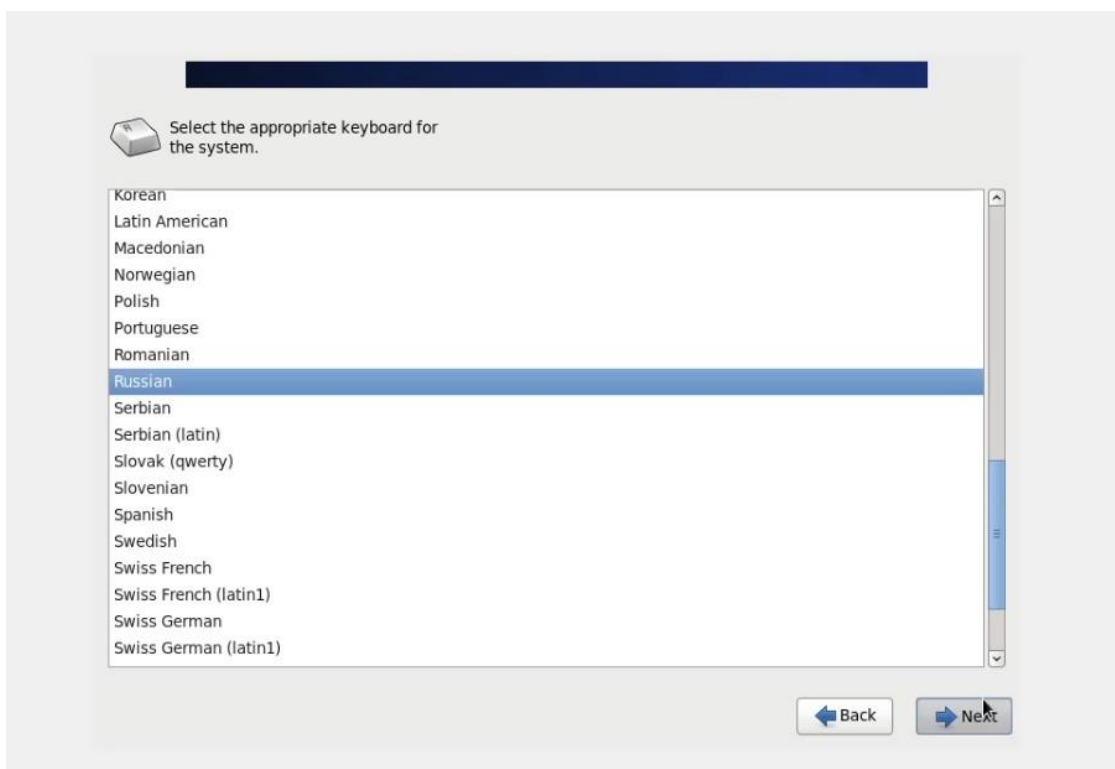 Select the appropriate keyboard for
the system.
Korean
Latin American
Macedonian
Norwegian
Polish
Portuguese
Romanian
Russian
Serbian
Serbian (latin)
Slovak (qwerty)
Slovenian
Spanish
Swedish
Swiss French
Swiss French (latin1)
Swiss German
Swiss German (latin1)
Back
Next